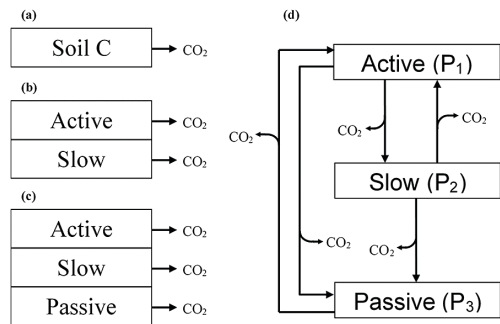 (a)
Soil C
CO₂
(b)
Active
CO₂
Slow
CO₂
(c)
Active
CO₂
Slow
CO₂
Passive
CO₂
(d)
Active (P₁)
CO₂
CO₂
CO₂
Slow (P₂)
CO₂
CO₂
Passive (P₃)